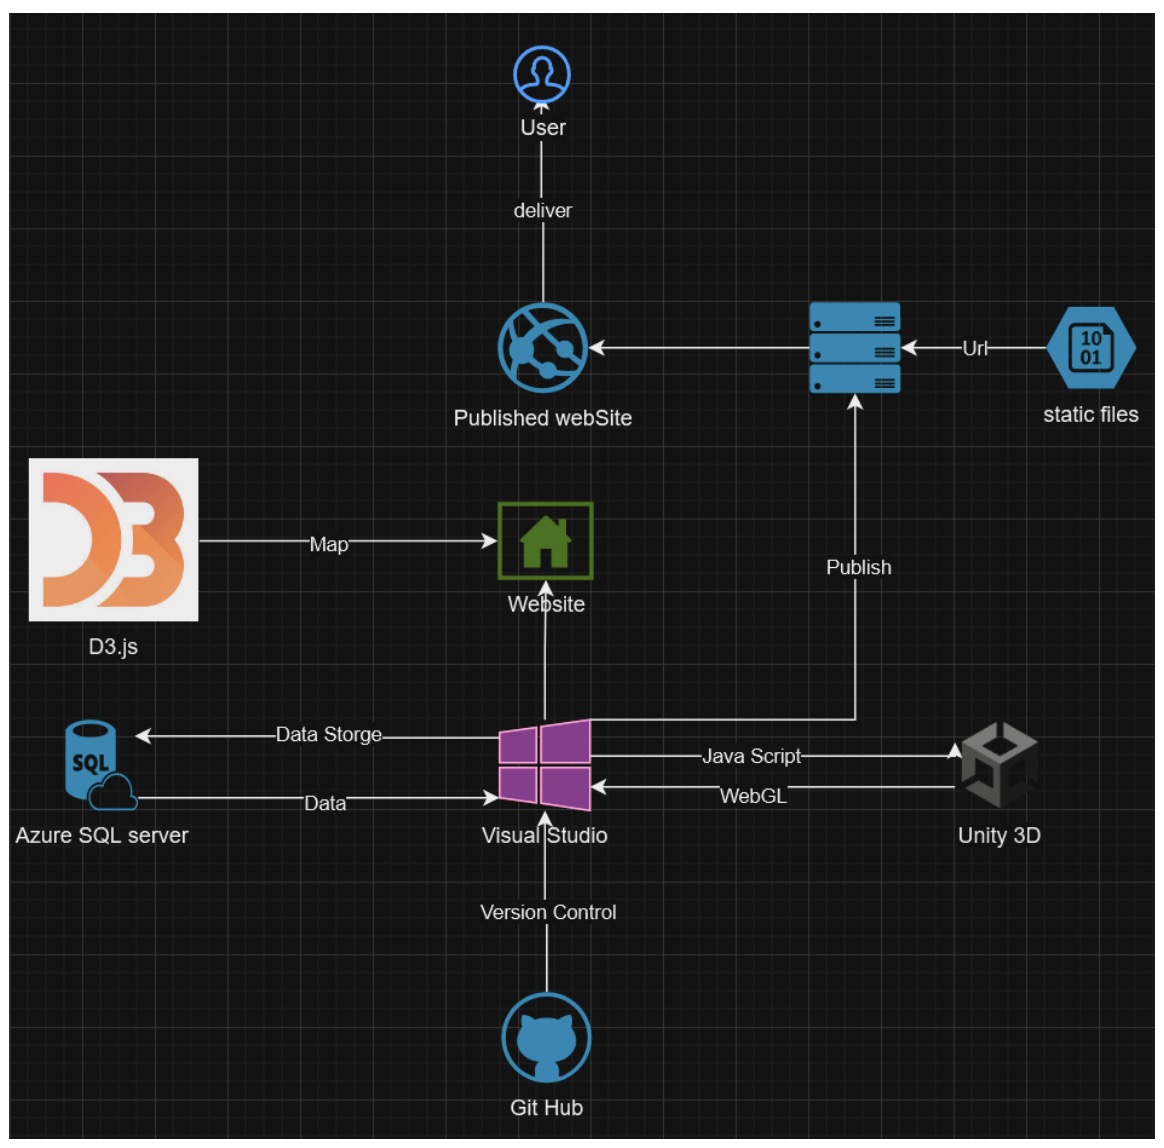 User
deliver
Url
10
01
Published webSite
static files
D3
Map
Publish
Website
D3.js
Data Storge
Java Script
SQL
WebGL
Data
Azure SQL server
Visual Studio
Unity 3D
Version Control
Git Hub